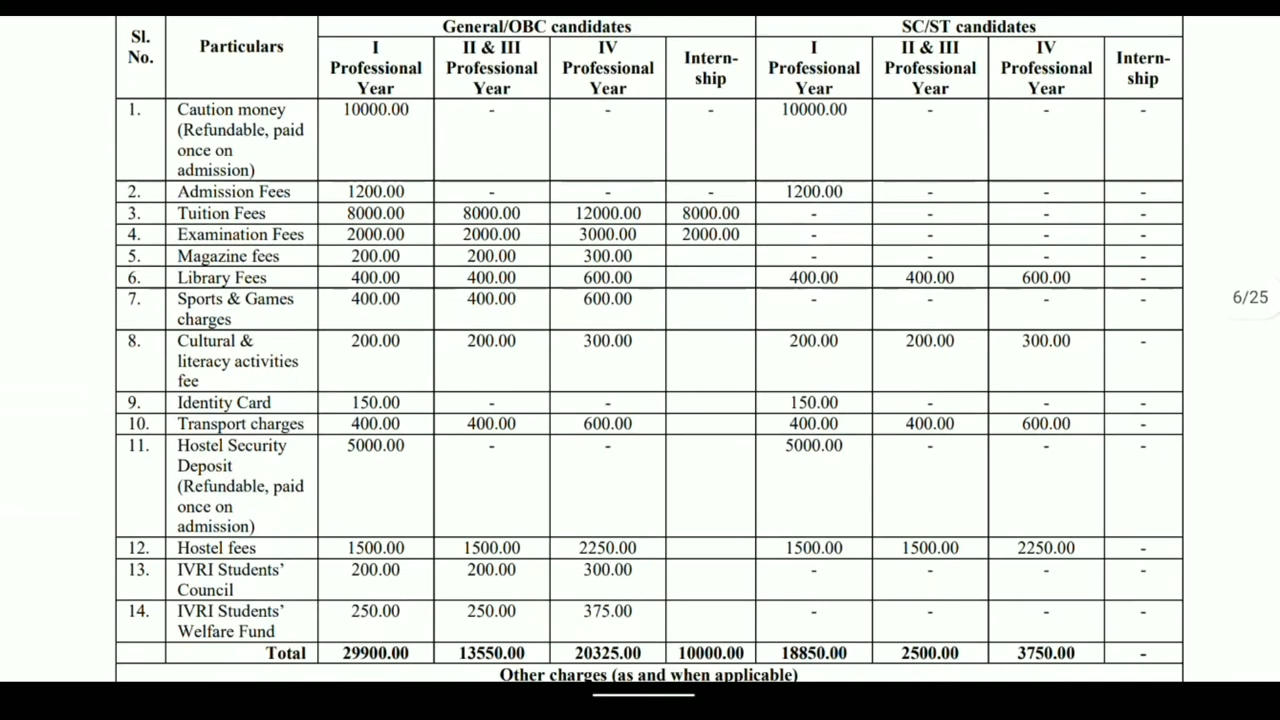 Sl. No. Particulars General/OBC candidates SC/ST candidates
I Professional Year II & III Professional Year IV Professional Year Intern-ship I Professional Year II & III Professional Year IV Professional Year Intern-ship
1. Caution money (Refundable, paid once on admission) 10000.00 - - - 10000.00 - - -
2. Admission Fees 1200.00 - - - 1200.00 - - -
3. Tuition Fees 8000.00 8000.00 12000.00 8000.00 - - - -
4. Examination Fees 2000.00 2000.00 3000.00 2000.00 - - - -
5. Magazine fees 200.00 200.00 300.00 - - - -
6. Library Fees 400.00 400.00 600.00 400.00 400.00 600.00 -
7. Sports & Games charges 400.00 400.00 600.00 - - - -
8. Cultural & literacy activities fee 200.00 200.00 300.00 200.00 200.00 300.00 -
9. Identity Card 150.00 - - 150.00 - - -
10. Transport charges 400.00 400.00 600.00 400.00 400.00 600.00 -
11. Hostel Security Deposit (Refundable, paid once on admission) 5000.00 - - 5000.00 - - -
12. Hostel fees 1500.00 1500.00 2250.00 1500.00 1500.00 2250.00 -
13. IVRI Students’ Council 200.00 200.00 300.00 - - - -
14. IVRI Students’ Welfare Fund 250.00 250.00 375.00 - - - -
Total 29900.00 13550.00 20325.00 10000.00 18850.00 2500.00 3750.00 -
Other charges (as and when applicable)
6/25